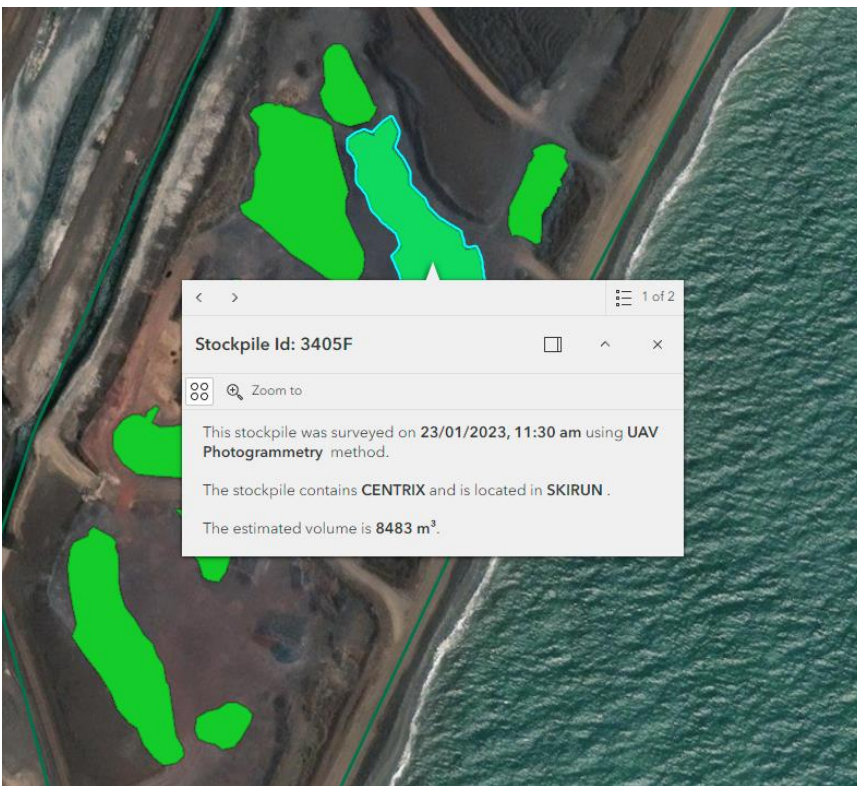 1 of 2
Stockpile Id: 3405F
Zoom to
This stockpile was surveyed on 23/01/2023, 11:30 am using UAV
Photogrammetry method.
The stockpile contains CENTRIX and is located in SKIRUN .
The estimated volume is 8483 m³.